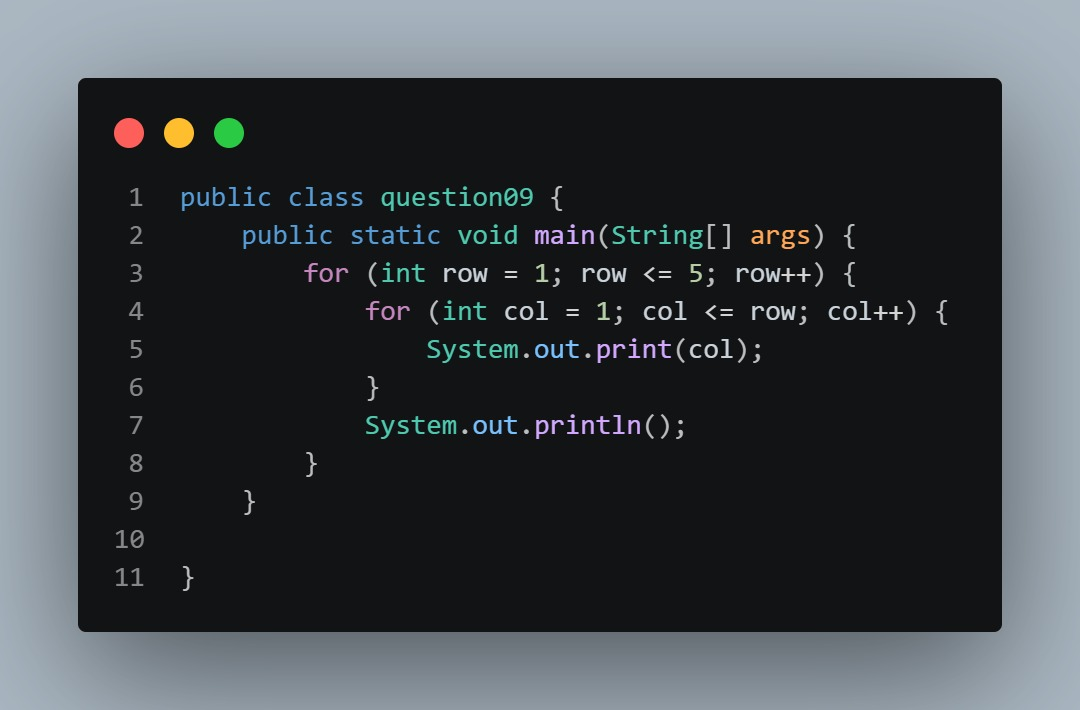 1 public class question09 {
2     public static void main(String[] args) {
3         for (int row = 1; row <= 5; row++) {
4             for (int col = 1; col <= row; col++) {
5                 System.out.print(col);
6             }
7             System.out.println();
8         }
9     }
10
11 }